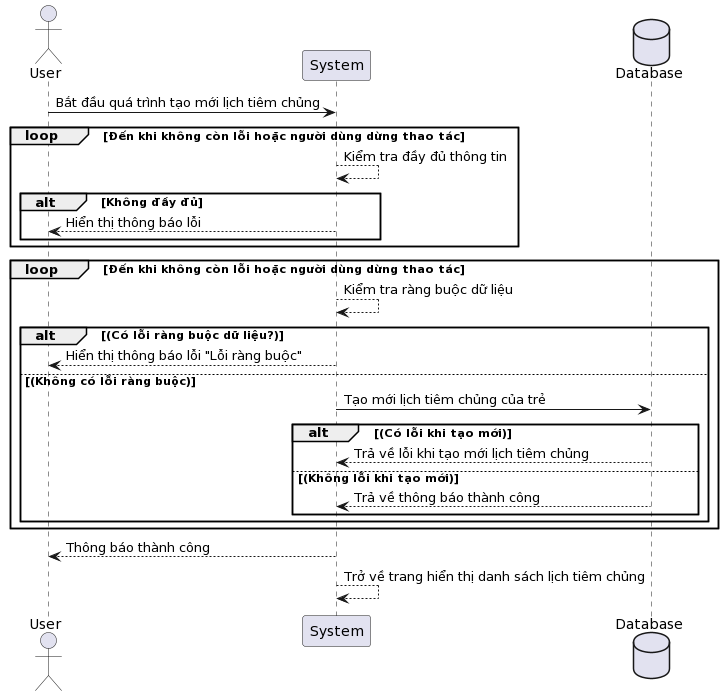 User
System
Database
Bắt đầu quá trình tạo mới lịch tiêm chủng
loop [Đến khi không còn lỗi hoặc người dùng dừng thao tác]
Kiểm tra đầy đủ thông tin
alt [Không đầy đủ]
Hiển thị thông báo lỗi
loop [Đến khi không còn lỗi hoặc người dùng dừng thao tác]
Kiểm tra ràng buộc dữ liệu
alt [(Có lỗi ràng buộc dữ liệu?)]
Hiển thị thông báo lỗi "Lỗi ràng buộc"
[(Không có lỗi ràng buộc)]
Tạo mới lịch tiêm chủng của trẻ
alt [(Có lỗi khi tạo mới)]
Trả về lỗi khi tạo mới lịch tiêm chủng
[(Không lỗi khi tạo mới)]
Trả về thông báo thành công
Thông báo thành công
Trở về trang hiển thị danh sách lịch tiêm chủng
User
System
Database